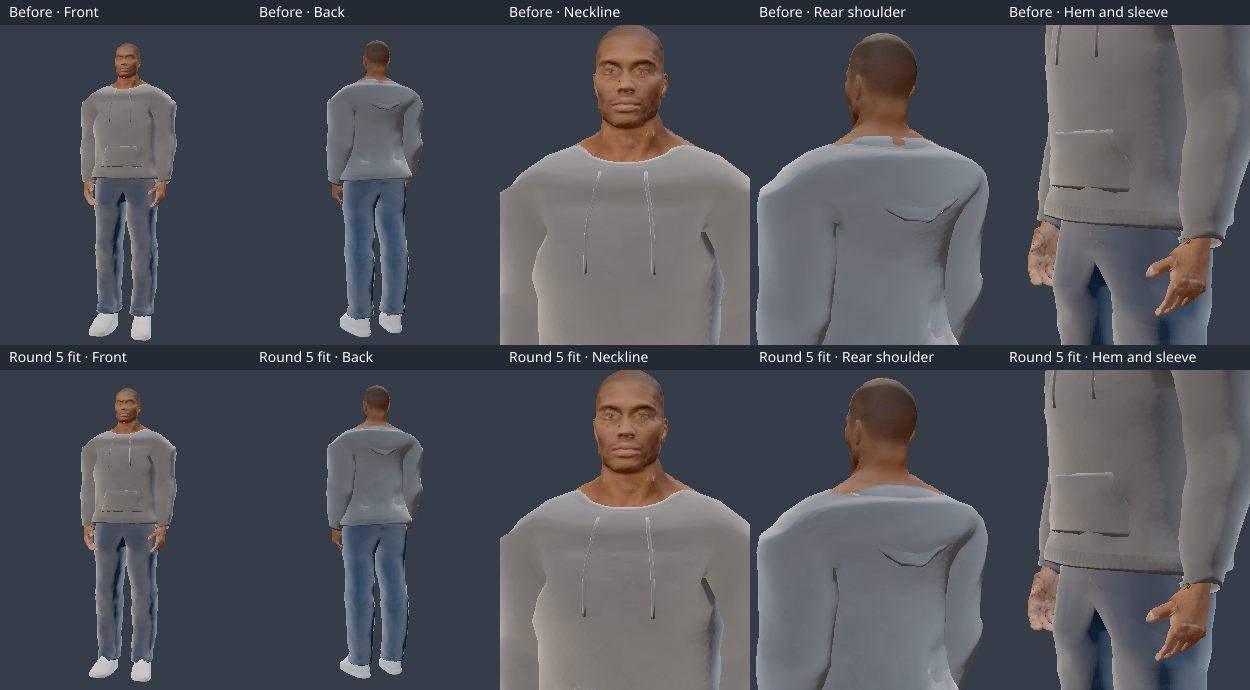 Before · Front
Before · Back
Before · Neckline
Before · Rear shoulder
Before · Hem and sleeve
Round 5 fit · Front
Round 5 fit · Back
Round 5 fit · Neckline
Round 5 fit · Rear shoulder
Round 5 fit · Hem and sleeve